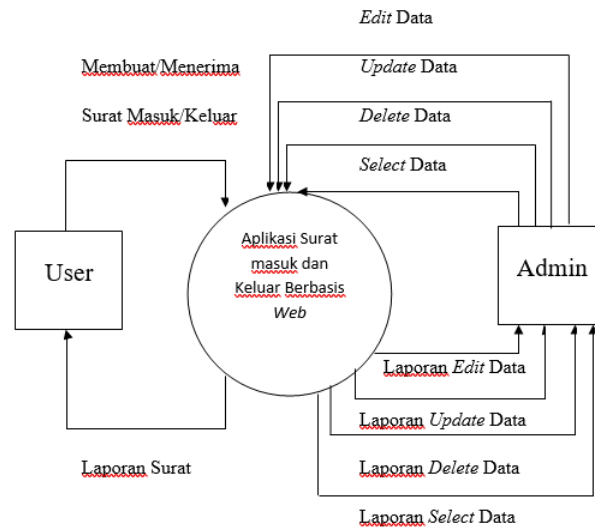 Edit Data
Membuat/Menerima
Update Data
Surat Masuk/Keluar
Delete Data
Select Data
Aplikasi Surat
masuk dan
Keluar Berbasis
Web
User
Admin
Laporan Edit Data
Laporan Update Data
Laporan Surat
Laporan Delete Data
Laporan Select Data